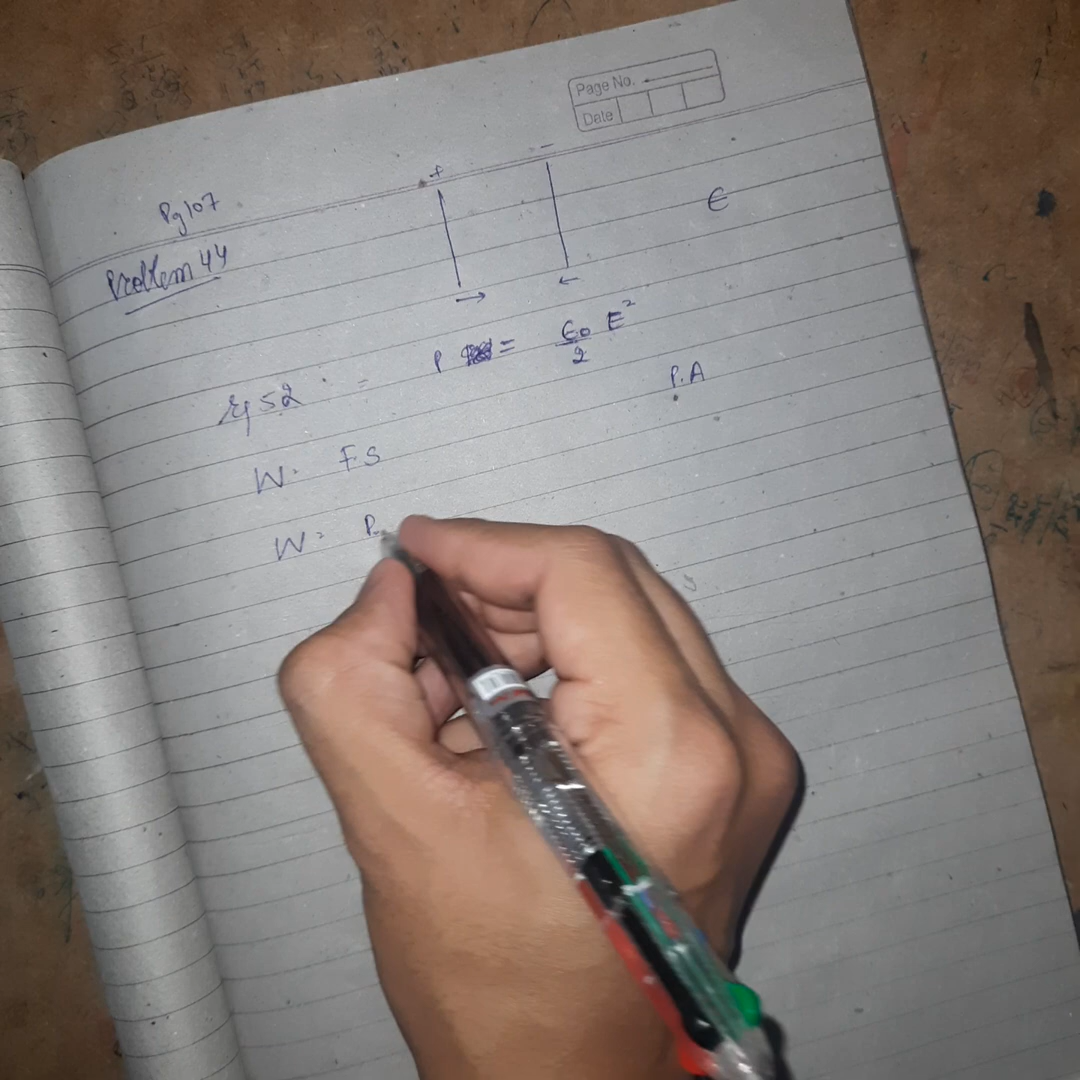 Page No.
Date
Pg 107
+ -
Problem 44
E
P = ε₀/2 E²
P.A
W = F S
W = P